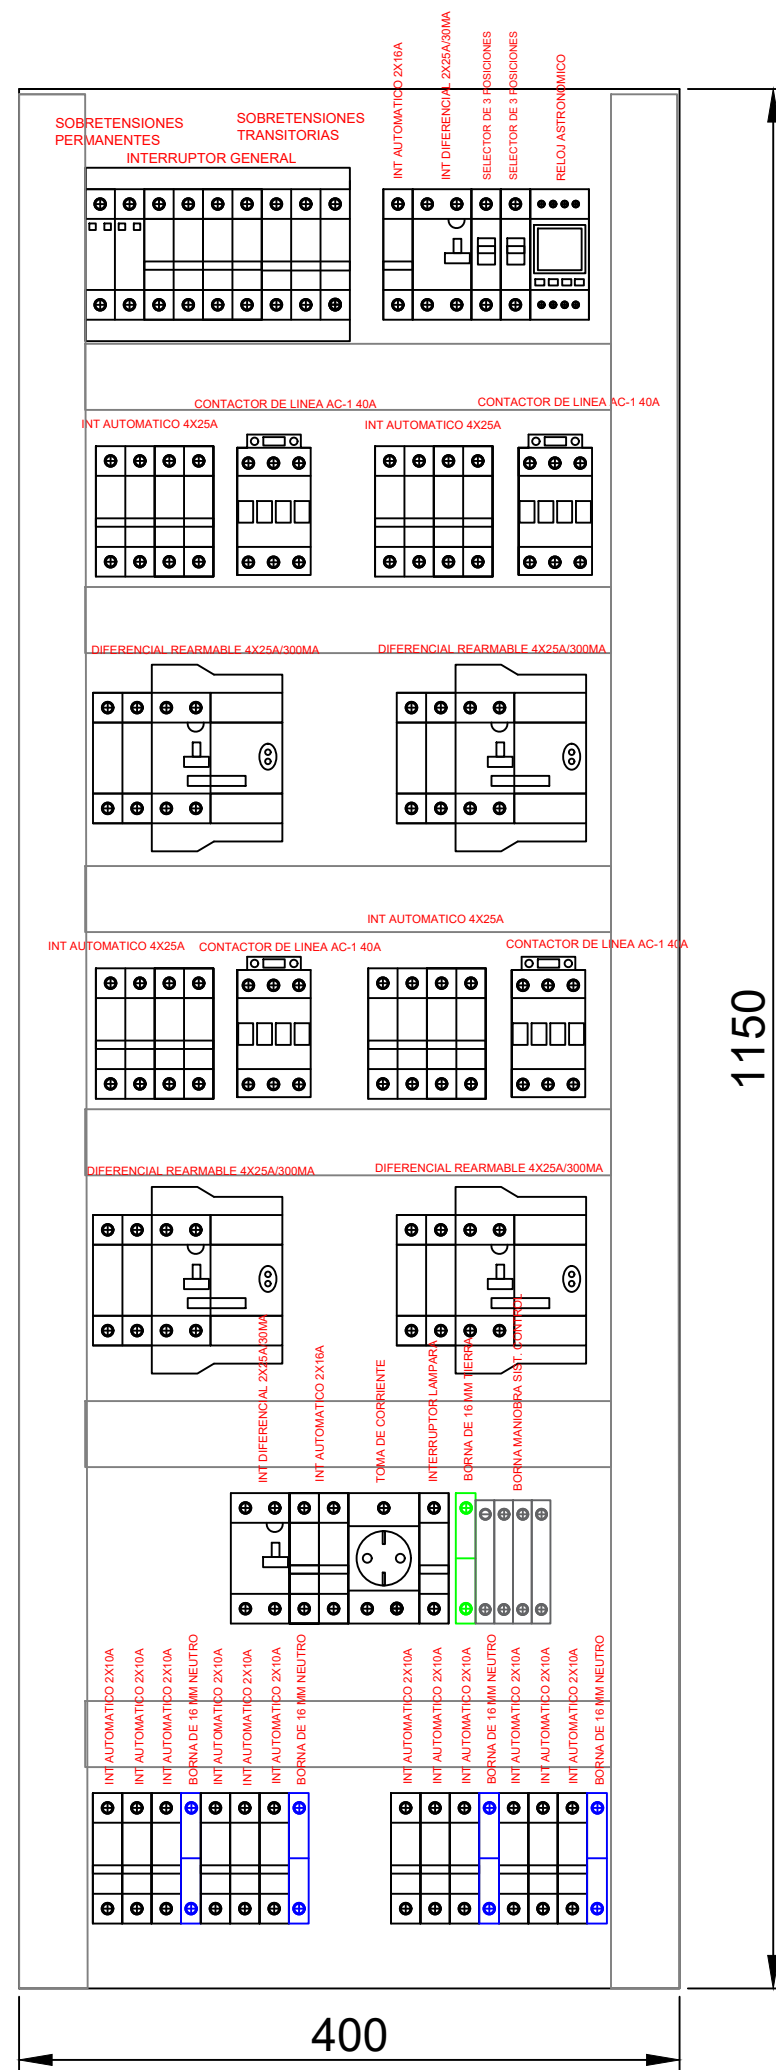 SOBRETENSIONES
PERMANENTES
SOBRETENSIONES
TRANSITORIAS
INTERRUPTOR GENERAL
INT AUTOMATICO 2X16A
INT DIFERENCIAL 2X25A/30MA
SELECTOR DE 3 POSICIONES
SELECTOR DE 3 POSICIONES
RELOJ ASTRONOMICO
INT AUTOMATICO 4X25A
CONTACTOR DE LINEA AC-1 40A
INT AUTOMATICO 4X25A
CONTACTOR DE LINEA AC-1 40A
DIFERENCIAL REARMABLE 4X25A/300MA
DIFERENCIAL REARMABLE 4X25A/300MA
INT AUTOMATICO 4X25A
CONTACTOR DE LINEA AC-1 40A
INT AUTOMATICO 4X25A
CONTACTOR DE LINEA AC-1 40A
DIFERENCIAL REARMABLE 4X25A/300MA
DIFERENCIAL REARMABLE 4X25A/300MA
INT DIFERENCIAL 2X25A/30MA
INT AUTOMATICO 2X16A
TOMA DE CORRIENTE
INTERRUPTOR LAMPARA
BORNA DE 16 MM TIERRA
BORNA MANIOBRA SIST. CONTROL
INT AUTOMATICO 2X10A
INT AUTOMATICO 2X10A
INT AUTOMATICO 2X10A
BORNA DE 16 MM NEUTRO
INT AUTOMATICO 2X10A
INT AUTOMATICO 2X10A
INT AUTOMATICO 2X10A
BORNA DE 16 MM NEUTRO
INT AUTOMATICO 2X10A
INT AUTOMATICO 2X10A
INT AUTOMATICO 2X10A
BORNA DE 16 MM NEUTRO
INT AUTOMATICO 2X10A
INT AUTOMATICO 2X10A
INT AUTOMATICO 2X10A
BORNA DE 16 MM NEUTRO
1150
400